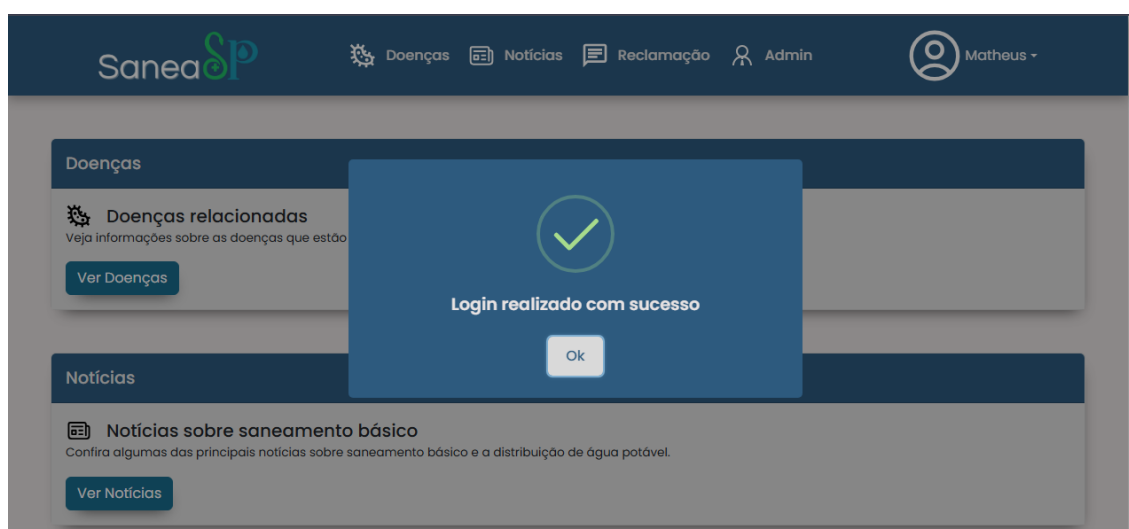 SaneaSP
Doenças
Notícias
Reclamação
Admin
Matheus
Doenças
Doenças relacionadas
Veja informações sobre as doenças que estão
Ver Doenças
Login realizado com sucesso
Ok
Notícias
Notícias sobre saneamento básico
Confira algumas das principais notícias sobre saneamento básico e a distribuição de água potável.
Ver Notícias